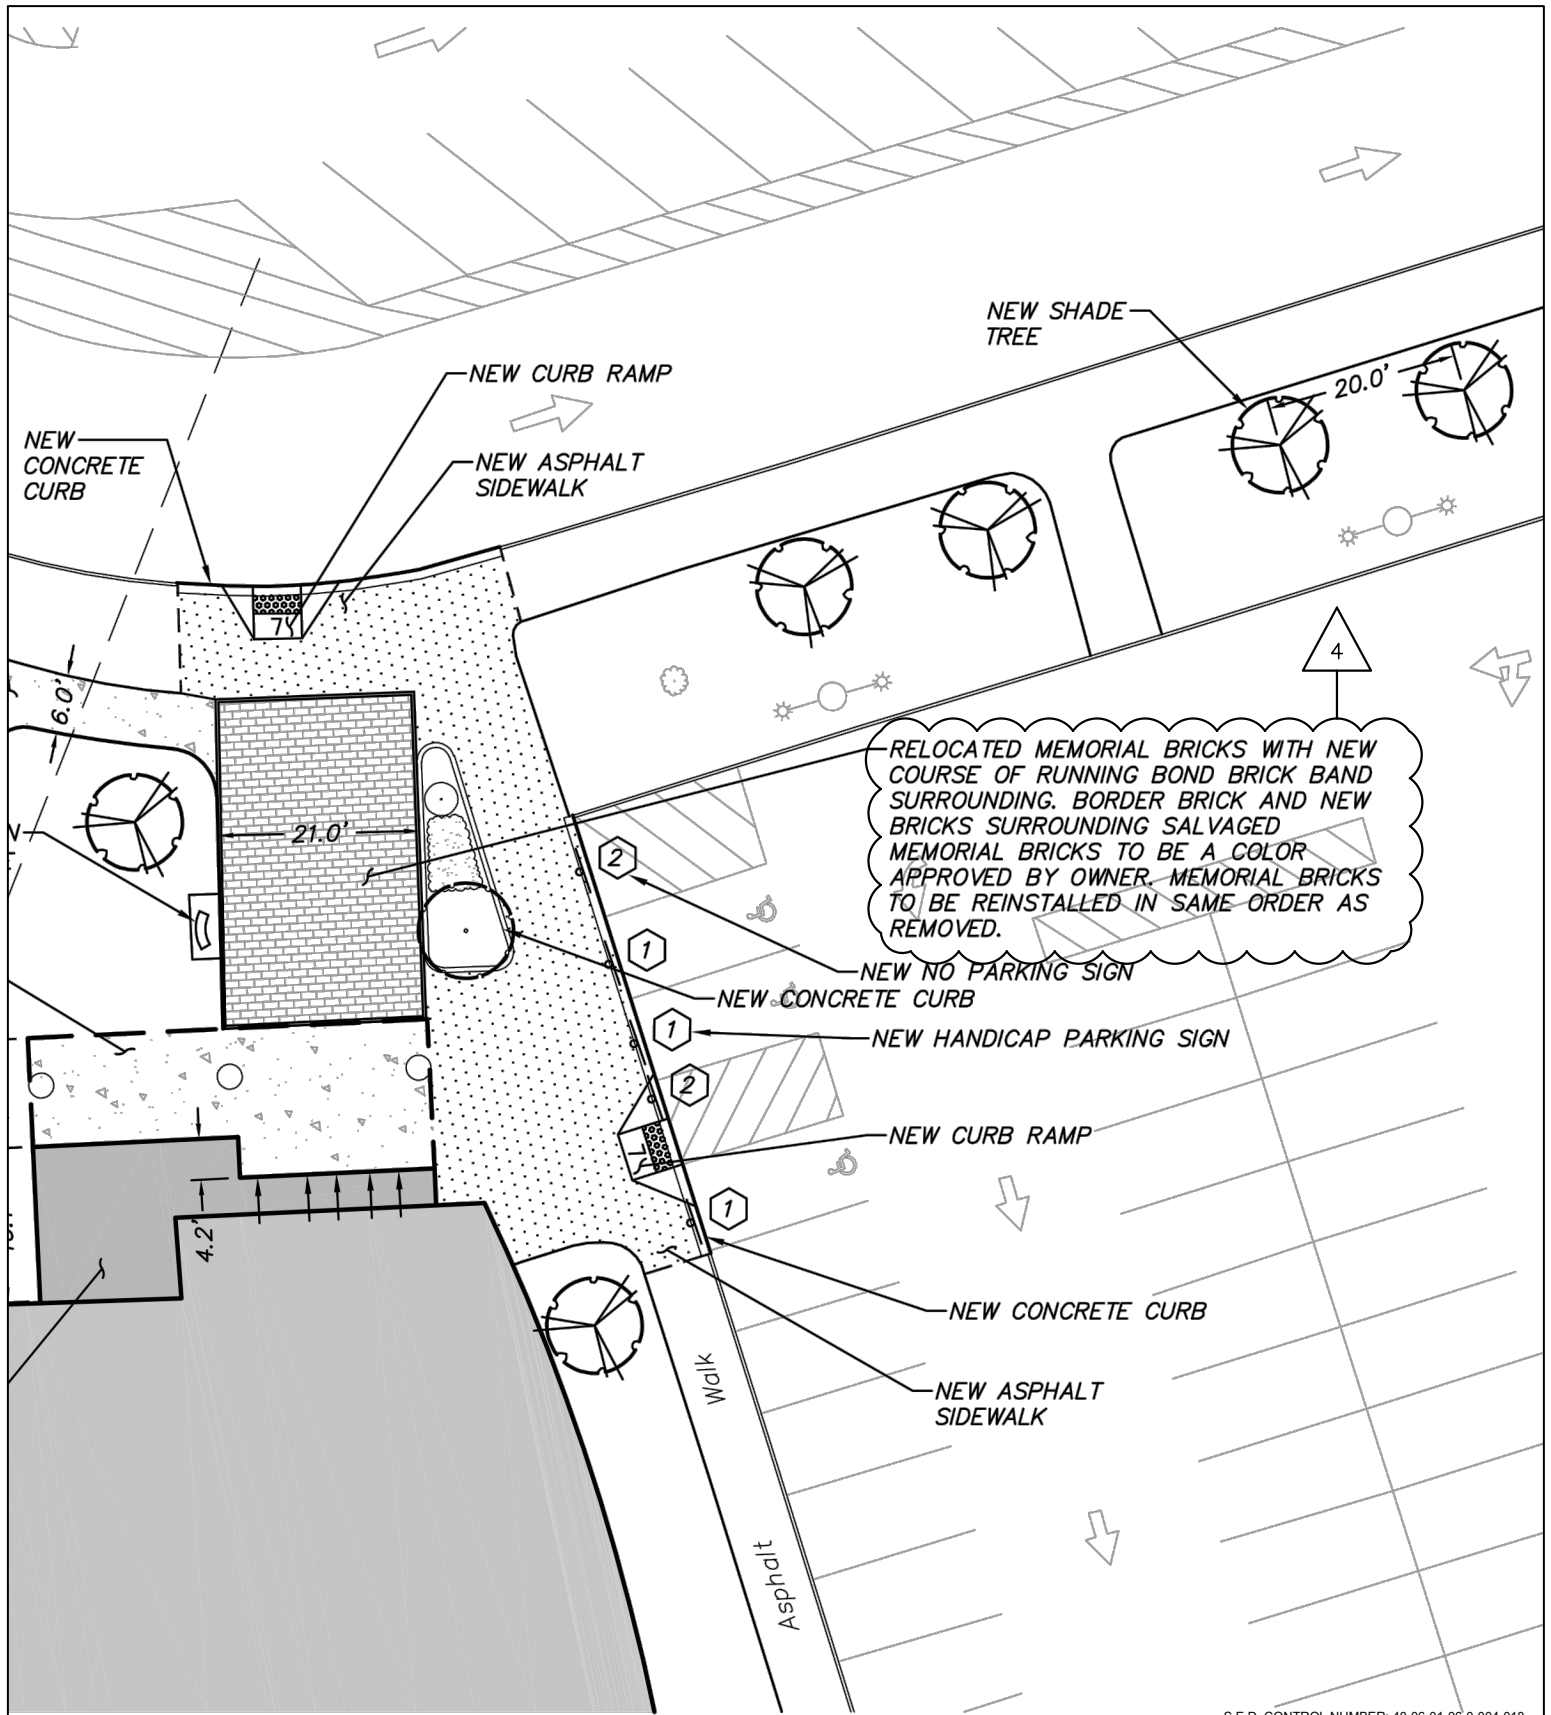 NEW SHADE
TREE
20.0'
NEW CURB RAMP
NEW
CONCRETE
CURB
NEW ASPHALT
SIDEWALK
7
6.0'
4
RELOCATED MEMORIAL BRICKS WITH NEW
COURSE OF RUNNING BOND BRICK BAND
SURROUNDING. BORDER BRICK AND NEW
BRICKS SURROUNDING SALVAGED
MEMORIAL BRICKS TO BE A COLOR
APPROVED BY OWNER. MEMORIAL BRICKS
TO BE REINSTALLED IN SAME ORDER AS
REMOVED.
21.0'
N
2
1
NEW NO PARKING SIGN
NEW CONCRETE CURB
1
NEW HANDICAP PARKING SIGN
2
NEW CURB RAMP
7
1
4.2'
NEW CONCRETE CURB
NEW ASPHALT
SIDEWALK
Walk
Asphalt